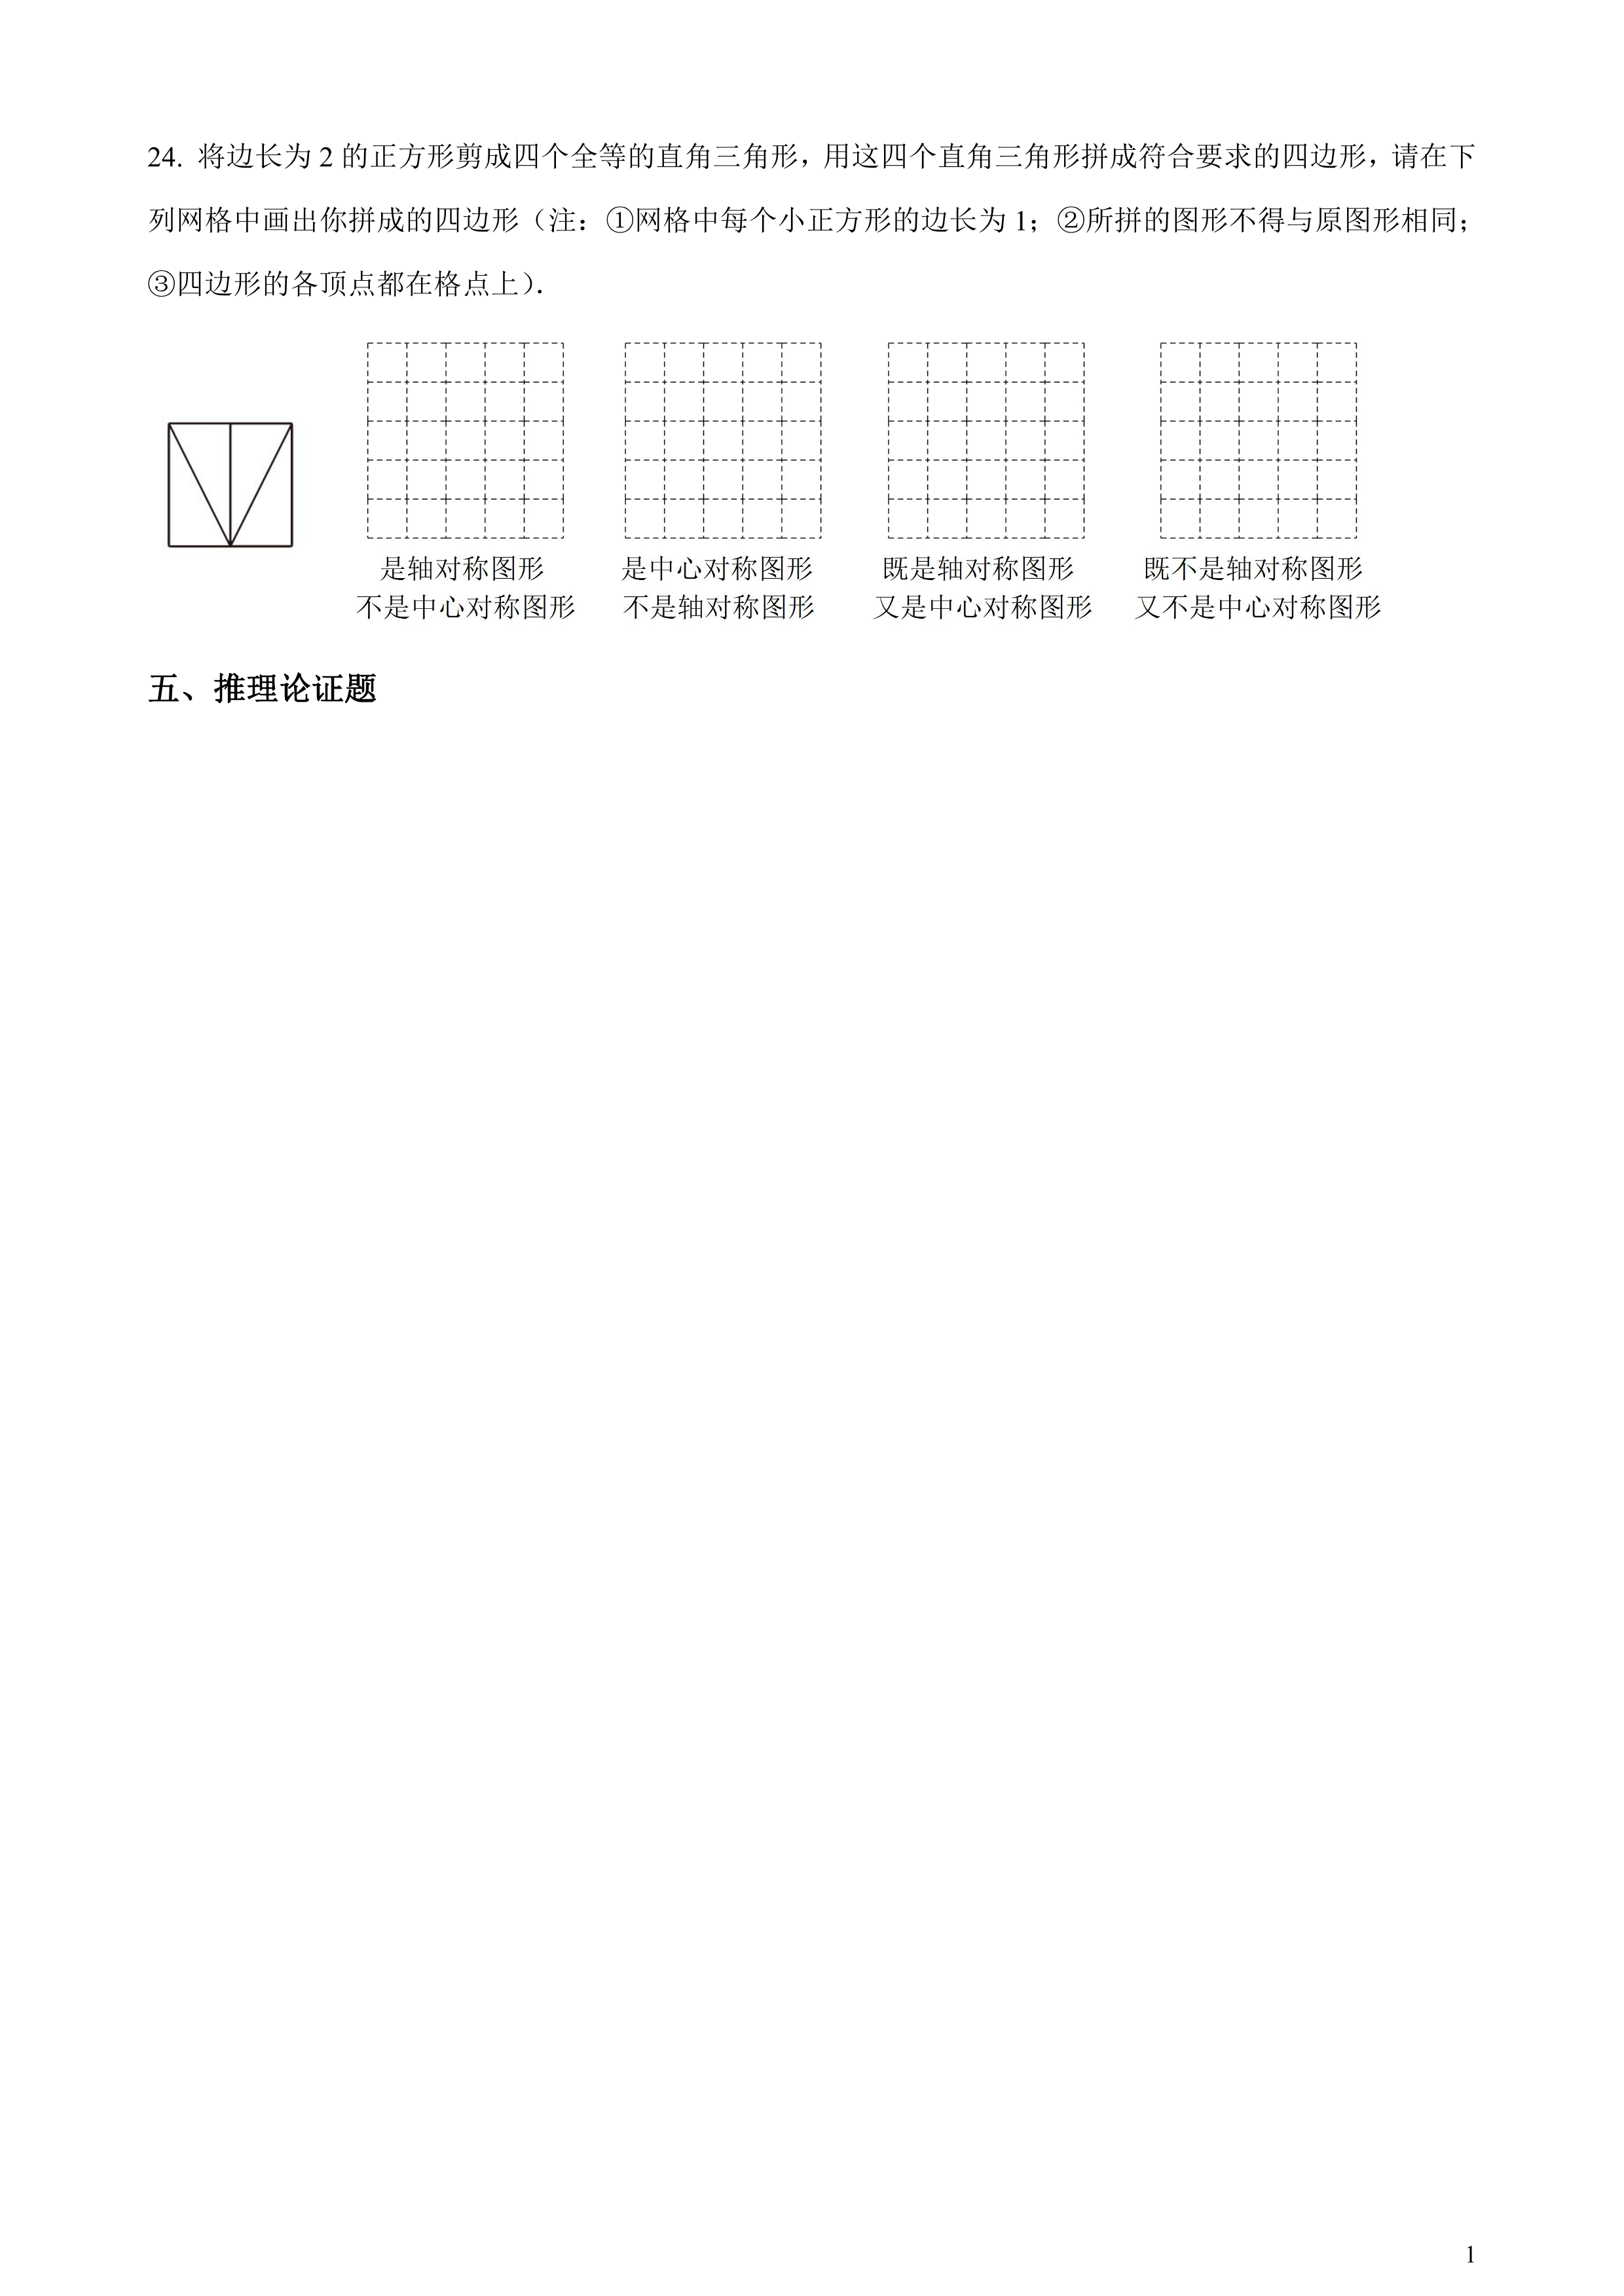 24. 将边长为 2 的正方形剪成四个全等的直角三角形，用这四个直角三角形拼成符合要求的四边形，请在下
列网格中画出你拼成的四边形（注：①网格中每个小正方形的边长为 1；②所拼的图形不得与原图形相同；
③四边形的各顶点都在格点上）.
是轴对称图形
不是中心对称图形
是中心对称图形
不是轴对称图形
既是轴对称图形
又是中心对称图形
既不是轴对称图形
又不是中心对称图形
五、推理论证题
1